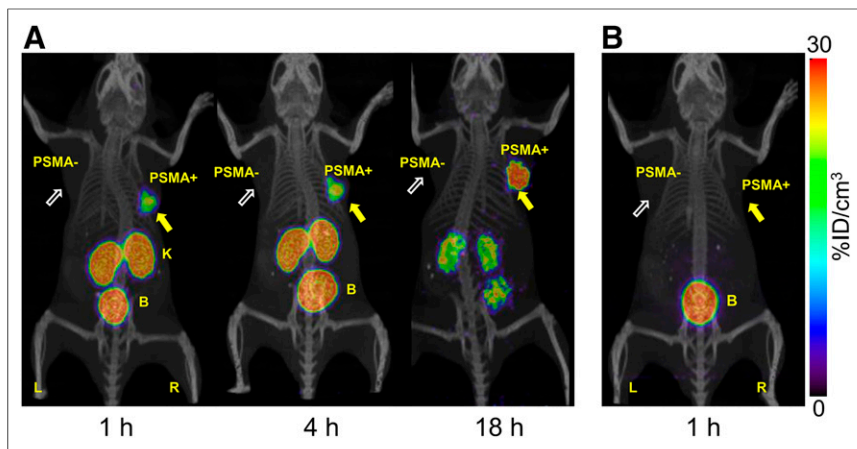 A
B
30
PSMA-
PSMA+
PSMA-
PSMA+
PSMA-
PSMA+
PSMA-
PSMA+
K
B
B
B
L
R
L
R
%ID/cm³
0
1 h
4 h
18 h
1 h